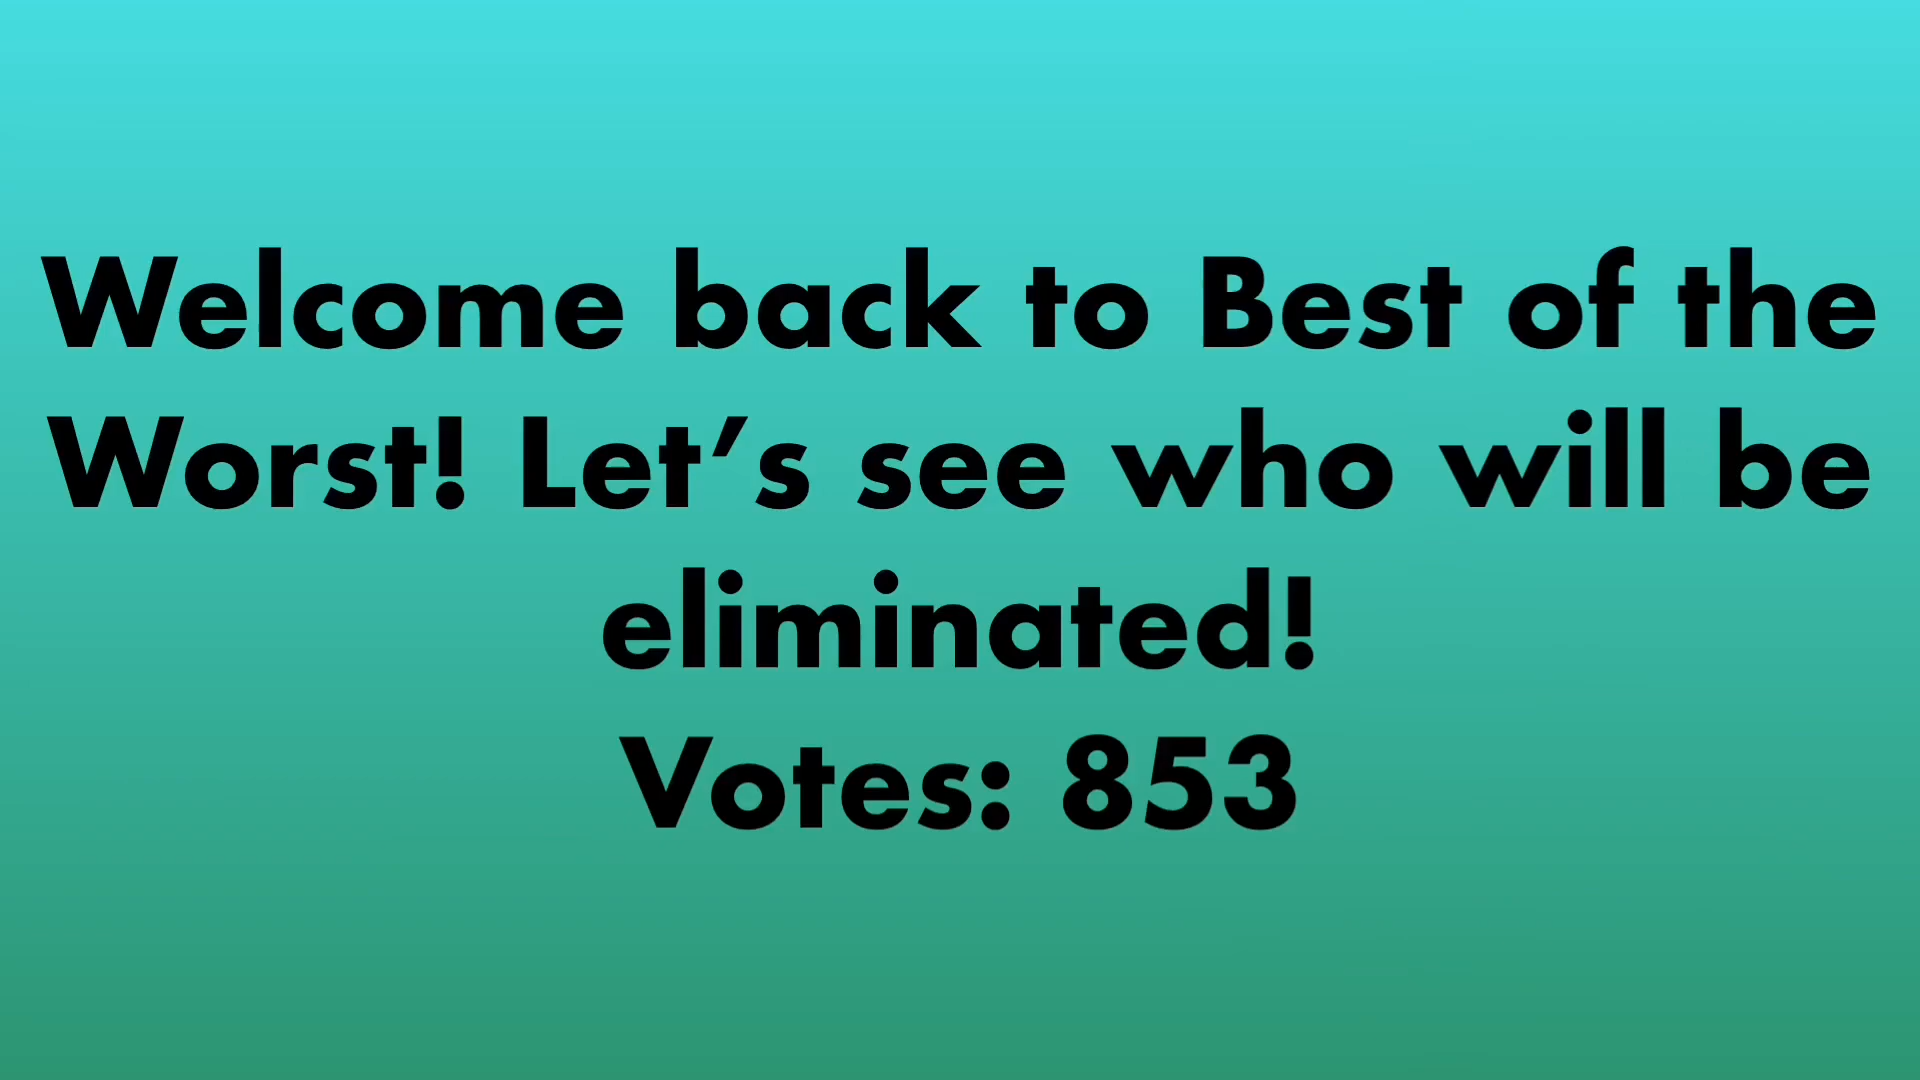 Welcome back to Best of the
Worst! Let’s see who will be
eliminated!
Votes: 853